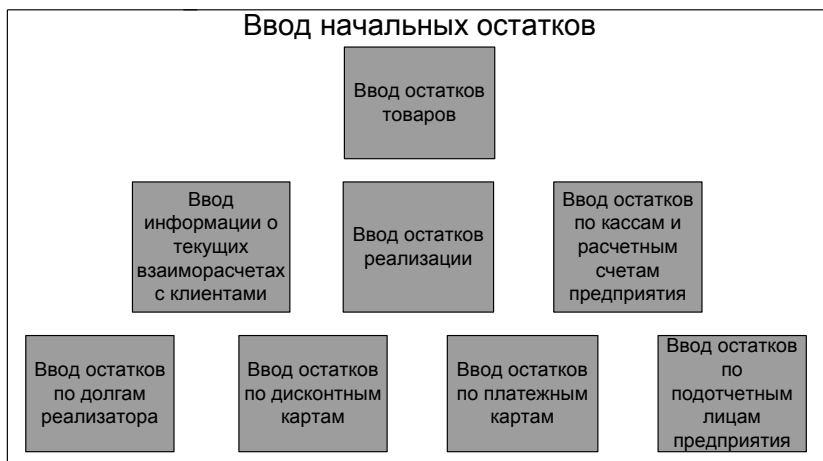 Ввод начальных остатков
Ввод остатков
товаров
Ввод
информации о
текущих
взаиморасчетах
с клиентами
Ввод остатков
реализации
Ввод остатков
по кассам и
расчетным
счетам
предприятия
Ввод остатков
по долгам
реализатора
Ввод остатков
по дисконтным
картам
Ввод остатков
по платежным
картам
Ввод остатков
по
подотчетным
лицам
предприятия